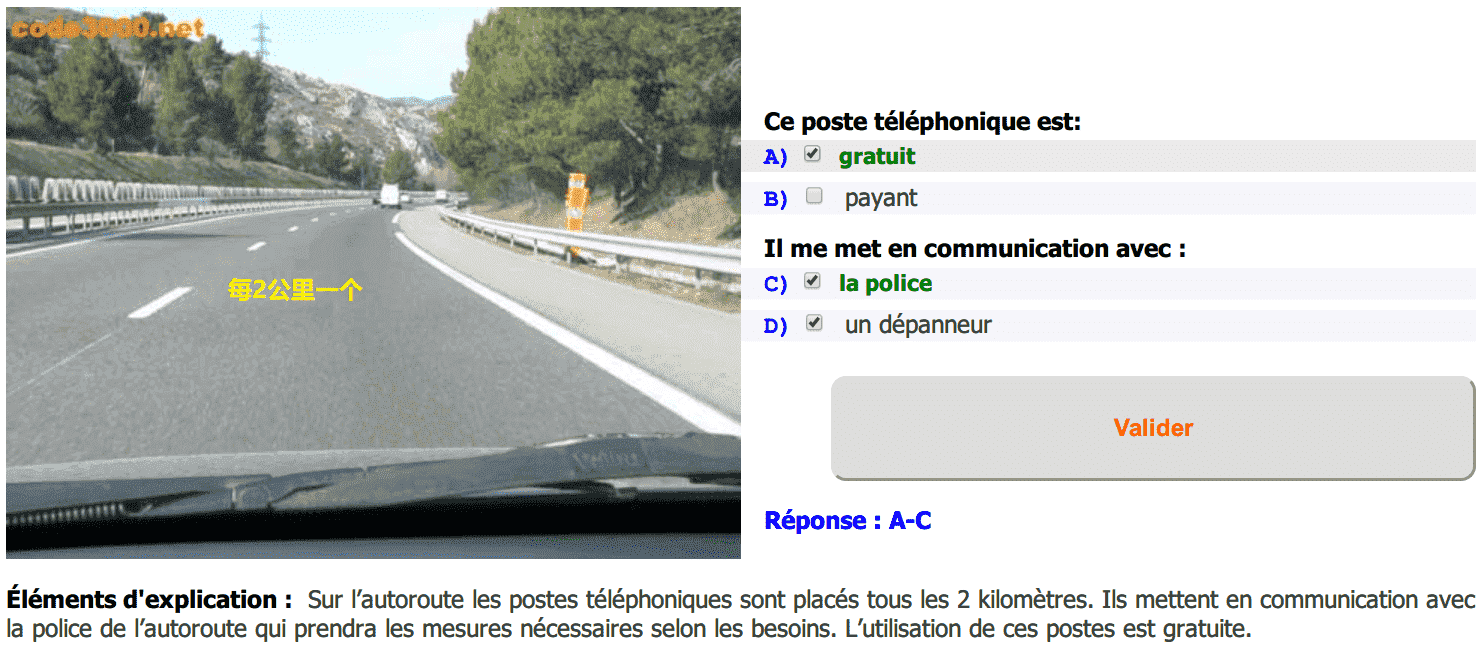 code3000.net
每2公里一个
Ce poste téléphonique est:
A) gratuit
B) payant
Il me met en communication avec :
C) la police
D) un dépanneur
Valider
Réponse : A-C
Éléments d'explication : Sur l’autoroute les postes téléphoniques sont placés tous les 2 kilomètres. Ils mettent en communication avec
la police de l’autoroute qui prendra les mesures nécessaires selon les besoins. L’utilisation de ces postes est gratuite.